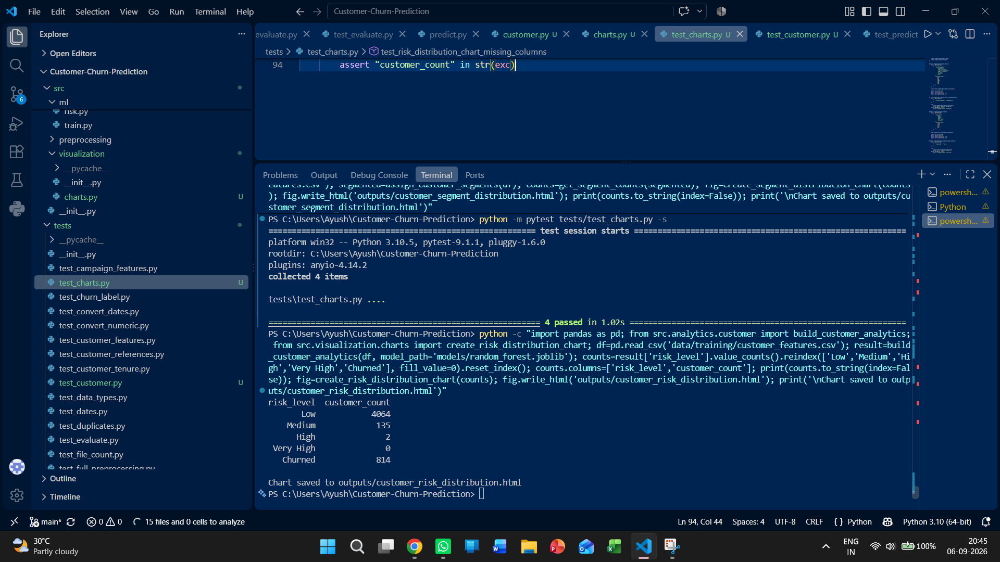 File Edit Selection View Go Run Terminal Help
Customer-Churn-Prediction
Explorer
Open Editors
Customer-Churn-Prediction
src
ml
risk.py
train.py
preprocessing
visualization
__pycache__
__init__.py
charts.py U
__init__.py
tests
__pycache__
__init__.py
test_campaign_features.py
test_charts.py U
test_churn_label.py
test_convert_dates.py
test_convert_numeric.py
test_customer_features.py
test_customer_references.py
test_customer_tenure.py
test_customer.py U
test_data_types.py
test_dates.py
test_duplicates.py
test_evaluate.py
test_file_count.py
test_full_preprocessing.py
Outline
Timeline
6
evaluate.py test_evaluate.py predict.py customer.py U charts.py U test_charts.py U test_customer.py U test_predict
tests > test_charts.py > test_risk_distribution_chart_missing_columns
94 assert "customer_count" in str(exc)
Problems Output Debug Console Terminal Ports
eatures.csv'); segmented=assign_customer_segments(df); counts=get_segment_counts(segmented); fig=create_segment_distribution_chart(counts
); fig.write_html('outputs/customer_segment_distribution.html'); print(counts.to_string(index=False)); print('\nChart saved to outputs/cu
stomer_segment_distribution.html')"
PS C:\Users\Ayush\Customer-Churn-Prediction> python -m pytest tests/test_charts.py -s
========================================================= test session starts ==========================================================
platform win32 -- Python 3.10.5, pytest-9.1.1, pluggy-1.6.0
rootdir: C:\Users\Ayush\Customer-Churn-Prediction
plugins: anyio-4.14.2
collected 4 items
tests\test_charts.py ....
========================================================== 4 passed in 1.02s ===========================================================
PS C:\Users\Ayush\Customer-Churn-Prediction> python -c "import pandas as pd; from src.analytics.customer import build_customer_analytics;
from src.visualization.charts import create_risk_distribution_chart; df=pd.read_csv('data/training/customer_features.csv'); result=build
_customer_analytics(df, model_path='models/random_forest.joblib'); counts=result['risk_level'].value_counts().reindex(['Low','Medium','Hi
gh','Very High','Churned'], fill_value=0).reset_index(); counts.columns=['risk_level','customer_count']; print(counts.to_string(index=Fal
se)); fig=create_risk_distribution_chart(counts); fig.write_html('outputs/customer_risk_distribution.html'); print('\nChart saved to outp
uts/customer_risk_distribution.html')"
risk_level customer_count
Low 4064
Medium 135
High 2
Very High 0
Churned 814
Chart saved to outputs/customer_risk_distribution.html
PS C:\Users\Ayush\Customer-Churn-Prediction>
powersh...
Python
powersh...
main* 0 0 15 files and 0 cells to analyze Ln 94, Col 44 Spaces: 4 UTF-8 CRLF {} Python Python 3.10 (64-bit)
30°C
Partly cloudy
ENG
IN
100%
20:45
06-09-2026